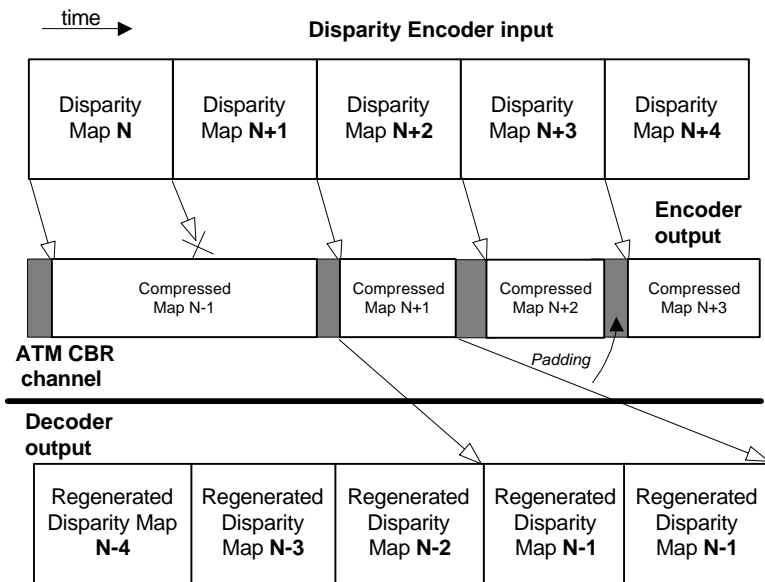 time
Disparity Encoder input
Disparity
Map N
Disparity
Map N+1
Disparity
Map N+2
Disparity
Map N+3
Disparity
Map N+4
Encoder
output
Compressed
Map N-1
Compressed
Map N+1
Compressed
Map N+2
Compressed
Map N+3
ATM CBR
channel
Padding
Decoder
output
Regenerated
Disparity Map
N-4
Regenerated
Disparity
Map N-3
Regenerated
Disparity
Map N-2
Regenerated
Disparity
Map N-1
Regenerated
Disparity
Map N-1